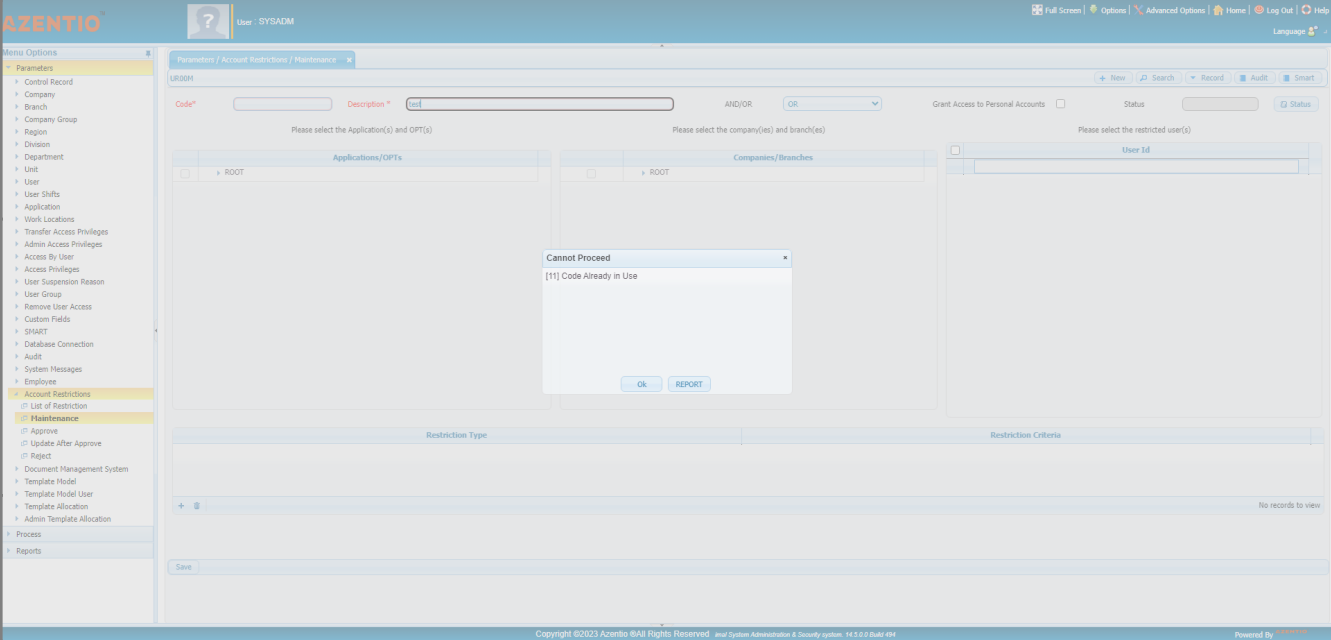 AZENTIO
User : SYSADM
Full Screen | Options | Advanced Options | Home | Log Out | Help
Language
Menu Options
Parameters
Control Record
Company
Branch
Company Group
Region
Division
Department
Unit
User
User Shifts
Application
Work Locations
Transfer Access Privileges
Admin Access Privileges
Access By User
Access Privileges
User Suspension Reason
User Group
Remove User Access
Custom Fields
SMART
Database Connection
Audit
System Messages
Employee
Account Restrictions
List of Restriction
Maintenance
Approve
Update After Approve
Reject
Document Management System
Template Model
Template Model User
Template Allocation
Admin Template Allocation
Process
Reports
Parameters / Account Restrictions / Maintenance
UR00M
New Search Record Audit Smart
Code* Description * test AND/OR OR Grant Access to Personal Accounts Status Status
Please select the Application(s) and OPT(s) Please select the company(ies) and branch(es) Please select the restricted user(s)
Applications/OPTs Companies/Branches User Id
ROOT ROOT
Cannot Proceed
[11] Code Already in Use
Ok REPORT
Restriction Type Restriction Criteria
No records to view
Save
Copyright ©2023 Azentio ®All Rights Reserved imal System Administration & Security system. 14.5.0.0 Build 494
Powered By